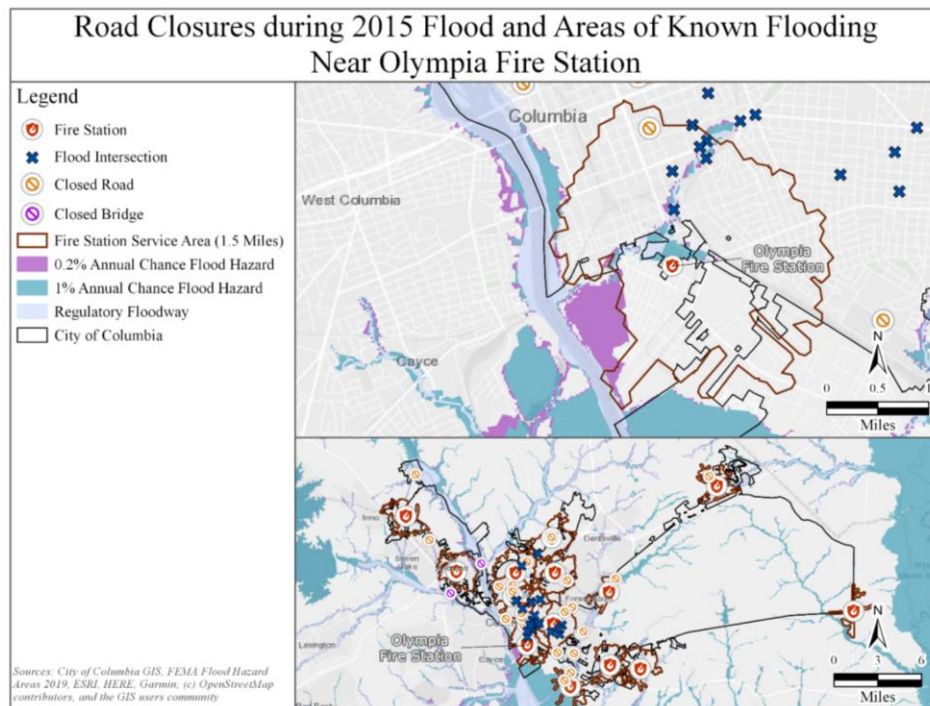 Road Closures during 2015 Flood and Areas of Known Flooding
Near Olympia Fire Station
Legend
Fire Station
Flood Intersection
Closed Road
Closed Bridge
Fire Station Service Area (1.5 Miles)
0.2% Annual Chance Flood Hazard
1% Annual Chance Flood Hazard
Regulatory Floodway
City of Columbia
Sources: City of Columbia GIS, FEMA Flood Hazard
Areas 2019, ESRI, HERE, Garmin, (c) OpenStreetMap
contributors, and the GIS users community
Columbia
West Columbia
Olympia
Fire Station
Cayce
N
0 0.5 1
Miles
Irmo
Dentsville
Lexington
Olympia
Fire Station
Cayce
N
0 3 6
Miles